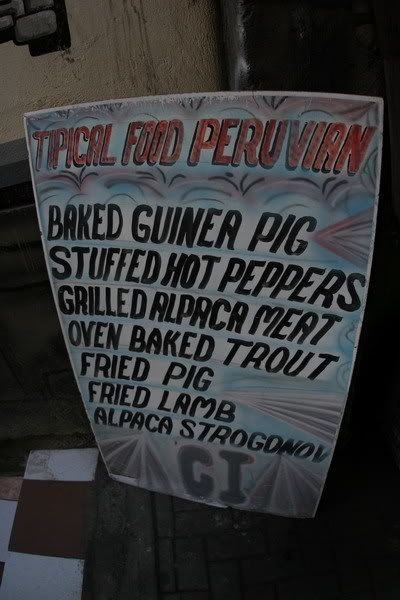 TIPICAL FOOD PERUVIAN
BAKED GUINEA PIG
STUFFED HOT PEPPERS
GRILLED ALPACA MEAT
OVEN BAKED TROUT
FRIED PIG
FRIED LAMB
ALPACA STROGONOV
CI